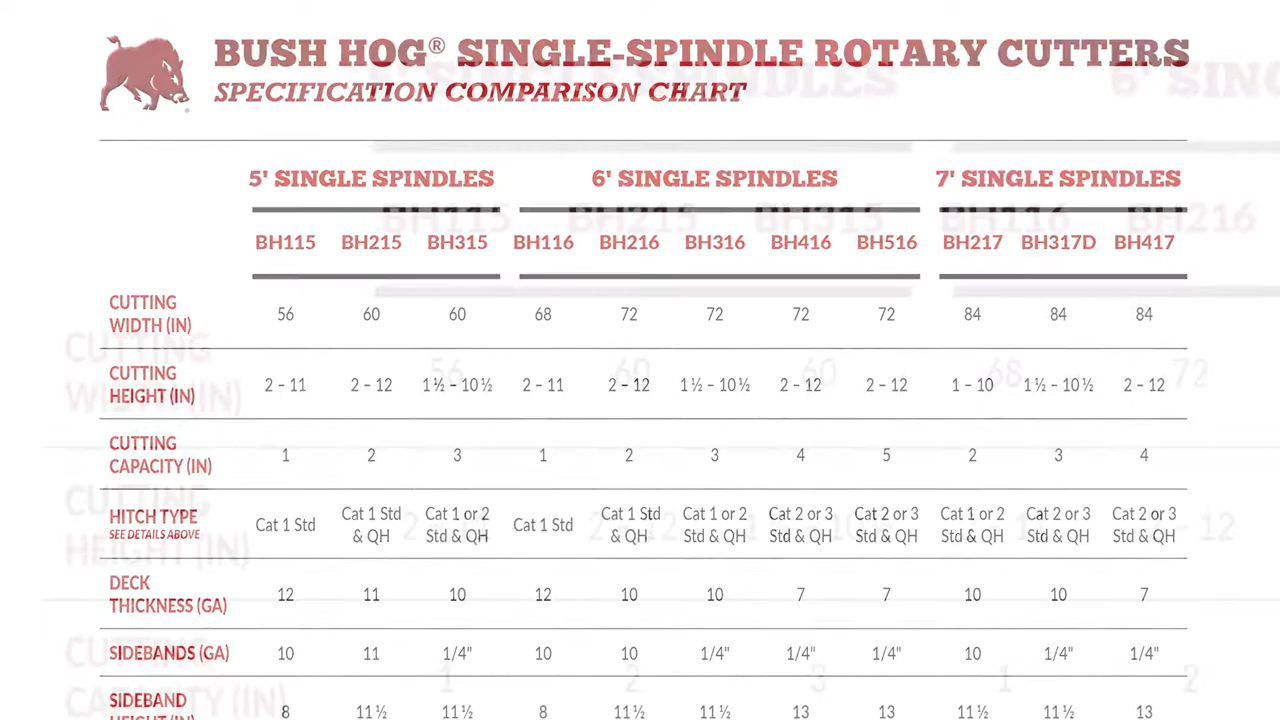 BUSH HOG® SINGLE-SPINDLE ROTARY CUTTERS
SPECIFICATION COMPARISON CHART
5' SINGLE SPINDLES 6' SINGLE SPINDLES 7' SINGLE SPINDLES
BH115 BH215 BH315 BH116 BH216 BH316 BH416 BH516 BH217 BH317D BH417
CUTTING WIDTH (IN) 56 60 60 68 72 72 72 72 84 84 84
CUTTING HEIGHT (IN) 2 – 11 2 – 12 1 ½ – 10 ½ 2 – 11 2 – 12 1 ½ – 10 ½ 2 – 12 2 – 12 1 – 10 1 ½ – 10 ½ 2 – 12
CUTTING CAPACITY (IN) 1 2 3 1 2 3 4 5 2 3 4
HITCH TYPE SEE DETAILS ABOVE Cat 1 Std Cat 1 Std & QH Cat 1 or 2 Std & QH Cat 1 Std Cat 1 Std & QH Cat 1 or 2 Std & QH Cat 2 or 3 Std & QH Cat 2 or 3 Std & QH Cat 1 or 2 Std & QH Cat 2 or 3 Std & QH Cat 2 or 3 Std & QH
DECK THICKNESS (GA) 12 11 10 12 10 10 7 7 10 10 7
SIDEBANDS (GA) 10 11 1/4" 10 10 1/4" 1/4" 1/4" 10 1/4" 1/4"
SIDEBAND HEIGHT (IN) 8 11 ½ 11 ½ 8 11 ½ 11 ½ 13 13 11 ½ 11 ½ 13